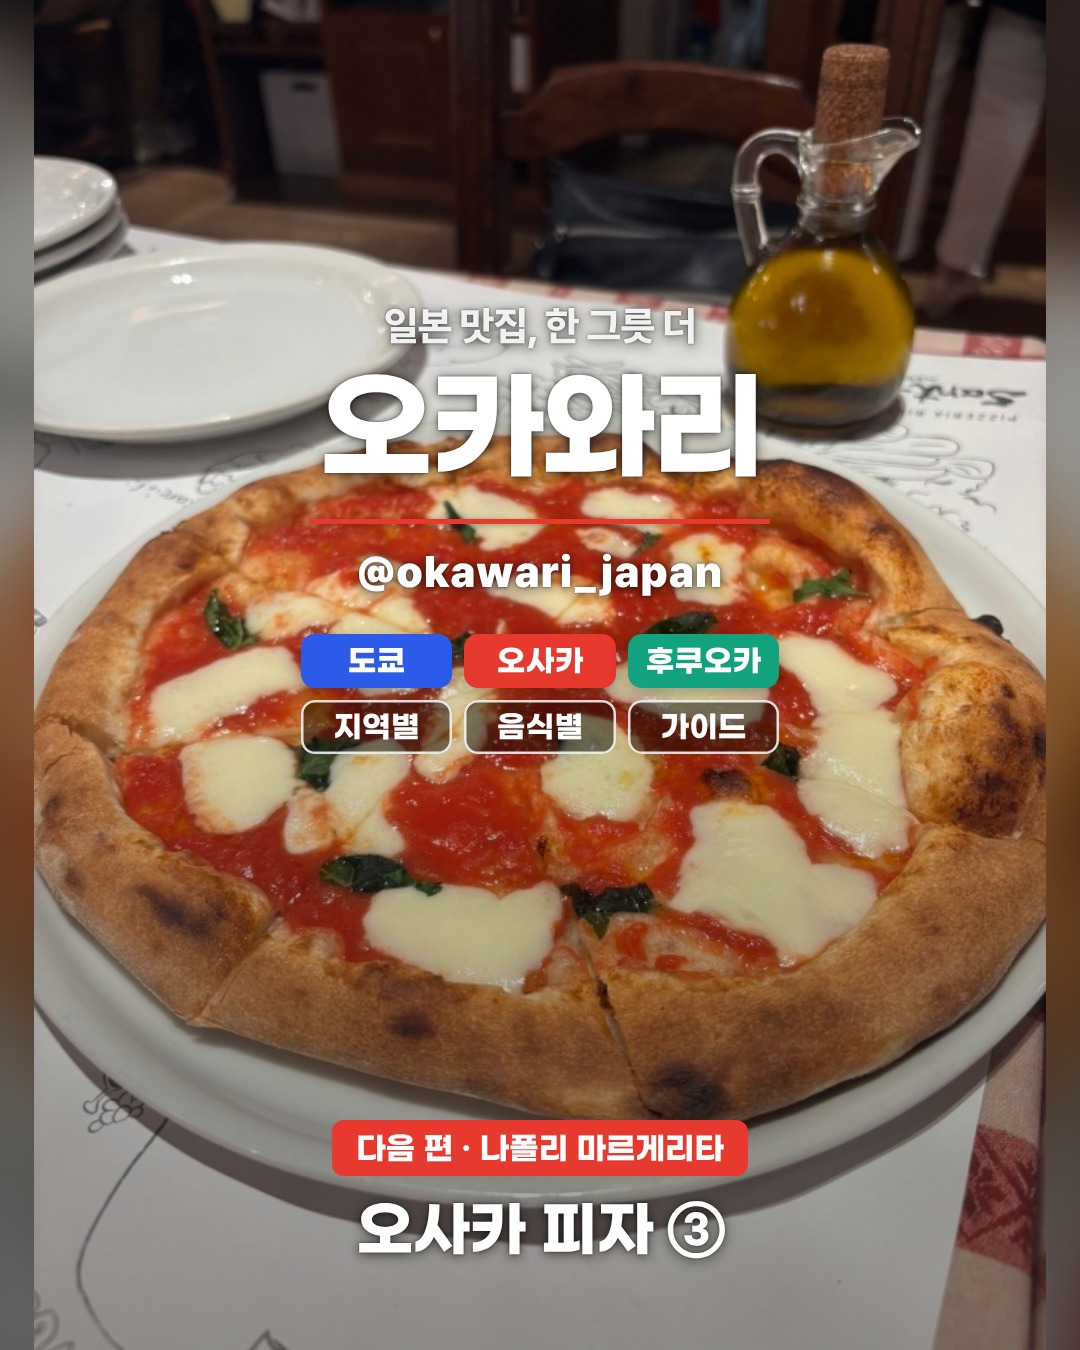 일본 맛집, 한 그릇 더
오카와리
@okawari_japan
도쿄 오사카 후쿠오카
지역별 음식별 가이드
다음 편 · 나폴리 마르게리타
오사카 피자 ③